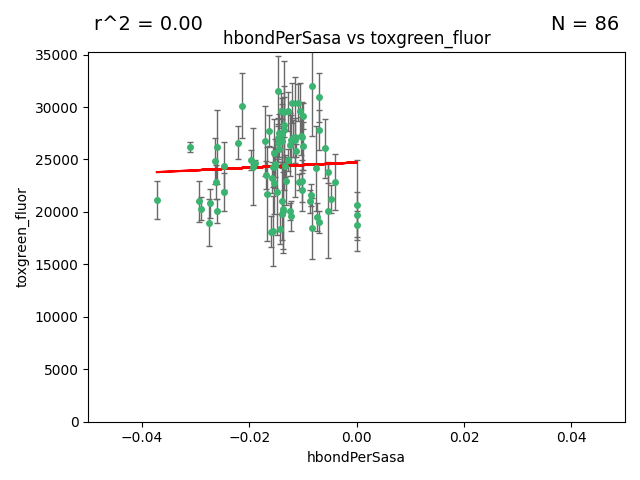 r^2 = 0.00
N = 86
hbondPerSasa vs toxgreen_fluor
35000
30000
25000
20000
15000
10000
5000
0
toxgreen_fluor
−0.04
−0.02
0.00
0.02
0.04
hbondPerSasa